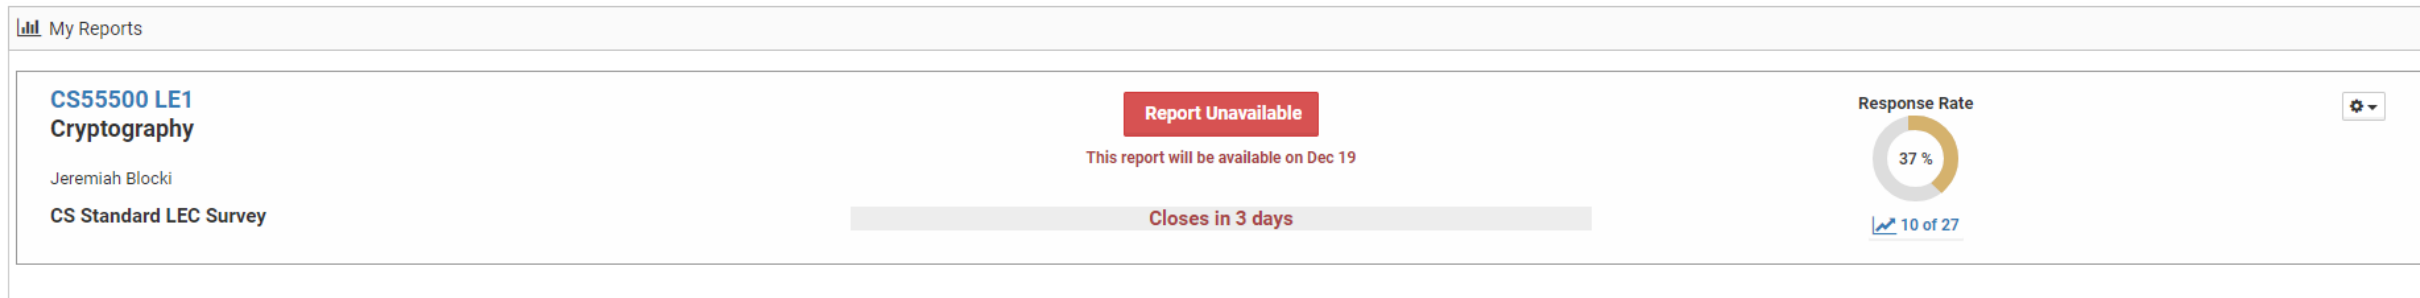 My Reports
CS55500 LE1
Cryptography
Jeremiah Blocki
CS Standard LEC Survey
Report Unavailable
This report will be available on Dec 19
Closes in 3 days
Response Rate
37 %
10 of 27